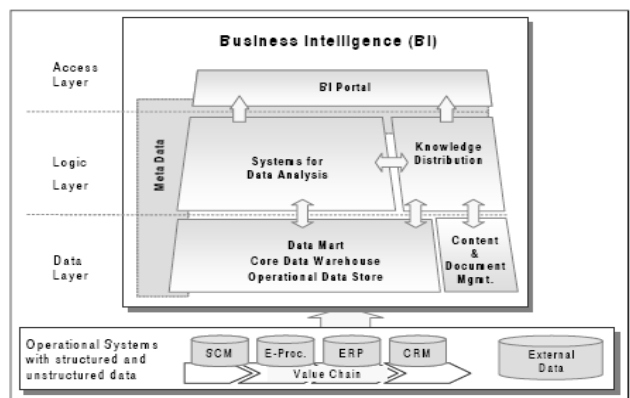 Business Intelligence (BI)
Access
Layer
BI Portal
Meta Data
Logic
Layer
Systems for
Data Analysis
Knowledge
Distribution
Data
Layer
Data Mart
Core Data Warehouse
Operational Data Store
Content
&
Document
Mgmt.
Operational Systems
with structured and
unstructured data
SCM
E-Proc.
ERP
CRM
Value Chain
External
Data